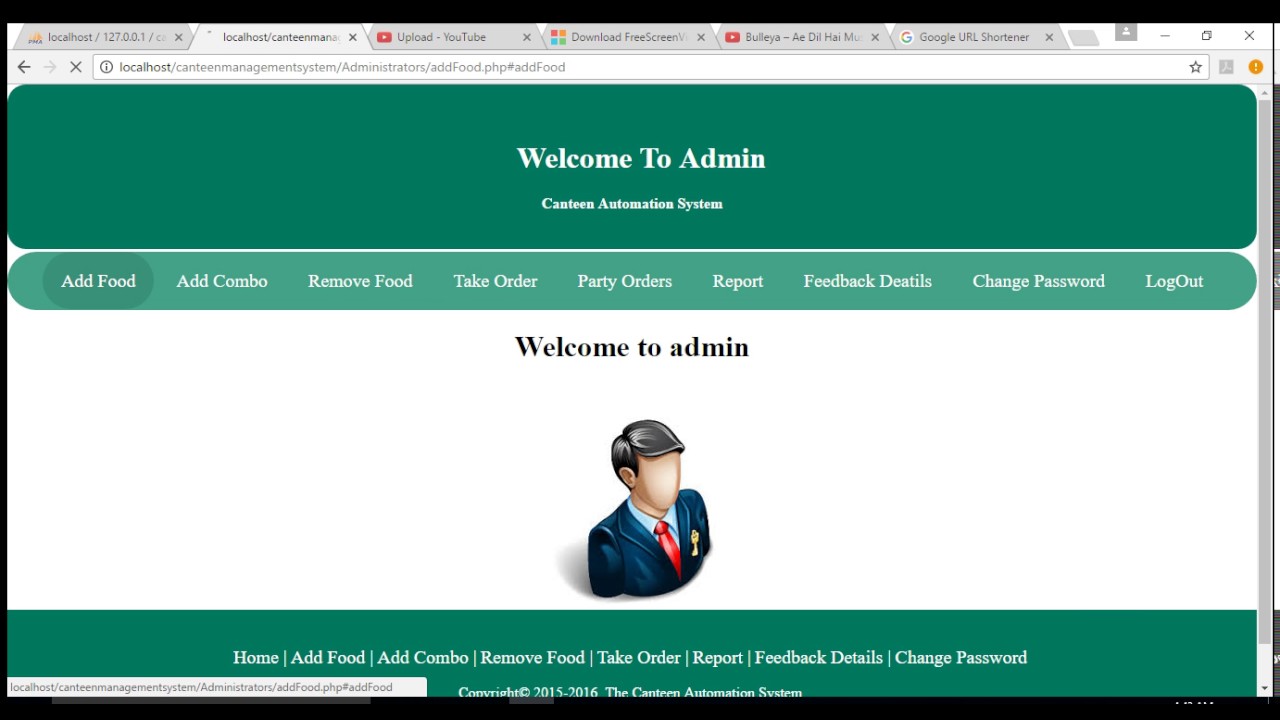 localhost / 127.0.0.1 / ca
localhost/canteenmanag
Upload - YouTube
Download FreeScreenVi
Bulleya – Ae Dil Hai Mu
Google URL Shortener
localhost/canteenmanagementsystem/Administrators/addFood.php#addFood
Welcome To Admin
Canteen Automation System
Add Food Add Combo Remove Food Take Order Party Orders Report Feedback Deatils Change Password LogOut
Welcome to admin
Home | Add Food | Add Combo | Remove Food | Take Order | Report | Feedback Details | Change Password
localhost/canteenmanagementsystem/Administrators/addFood.php#addFood
Copyright© 2015-2016 The Canteen Automation System